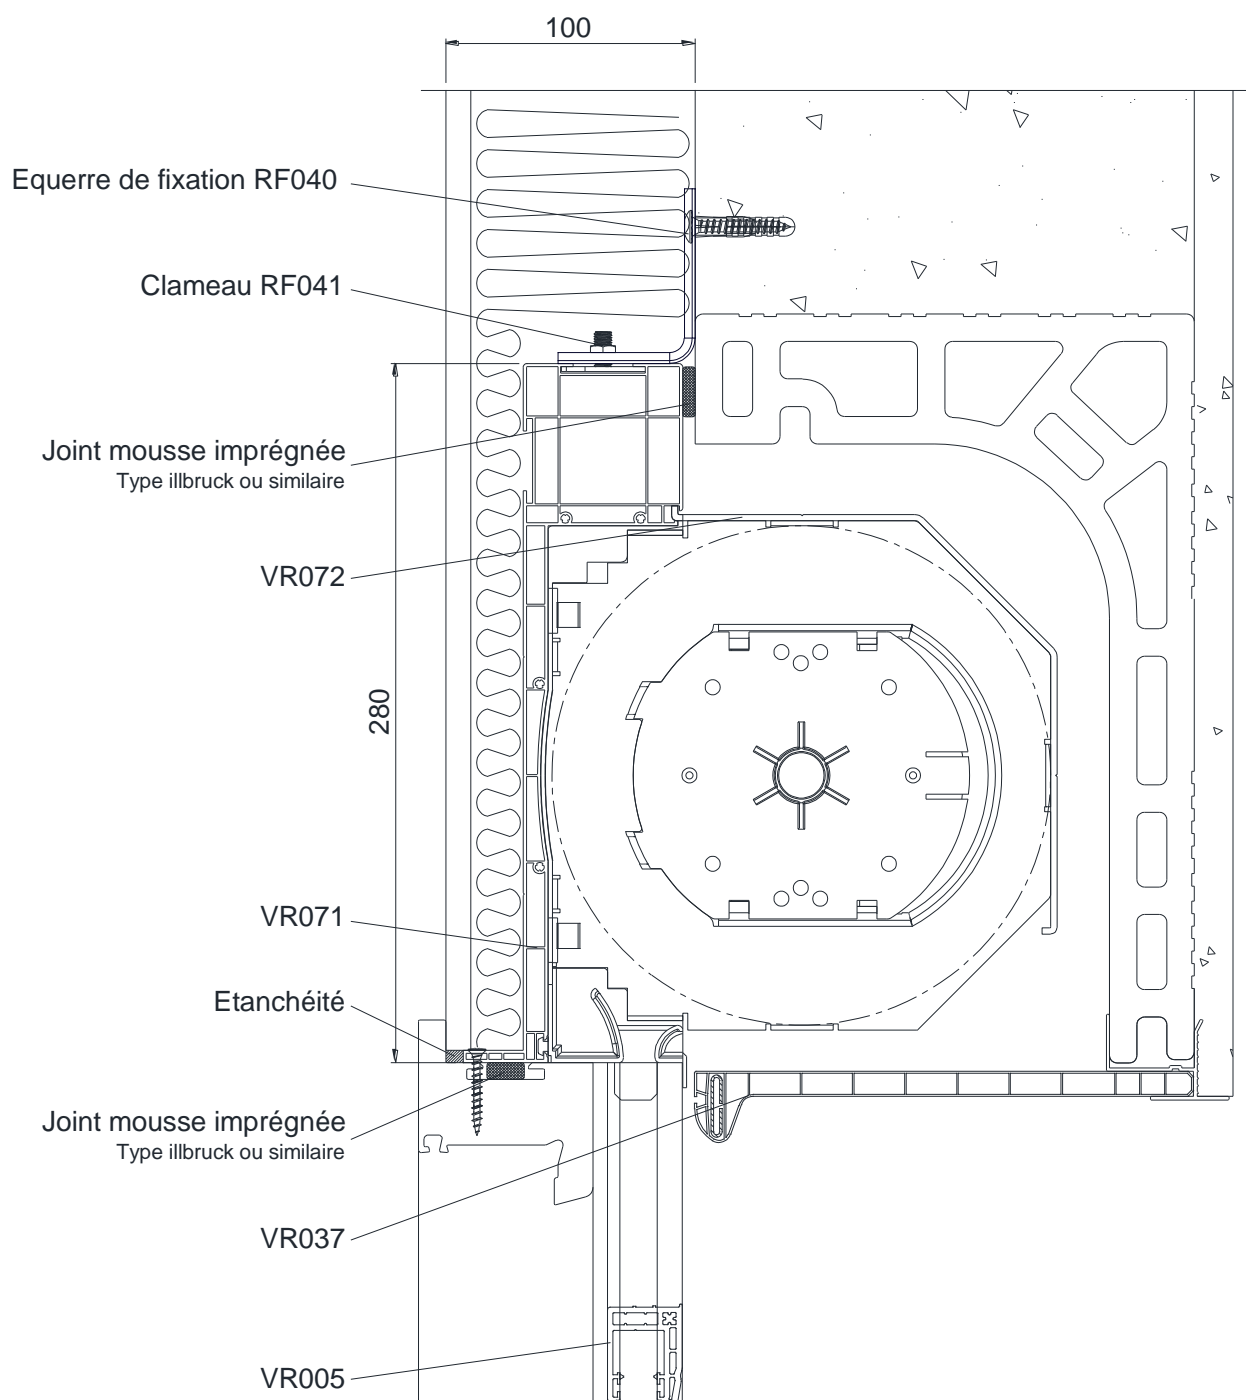 100
Equerre de fixation RF040
Clameau RF041
Joint mousse imprégnée
Type illbruck ou similaire
VR072
280
VR071
Etanchéité
Joint mousse imprégnée
Type illbruck ou similaire
VR037
VR005